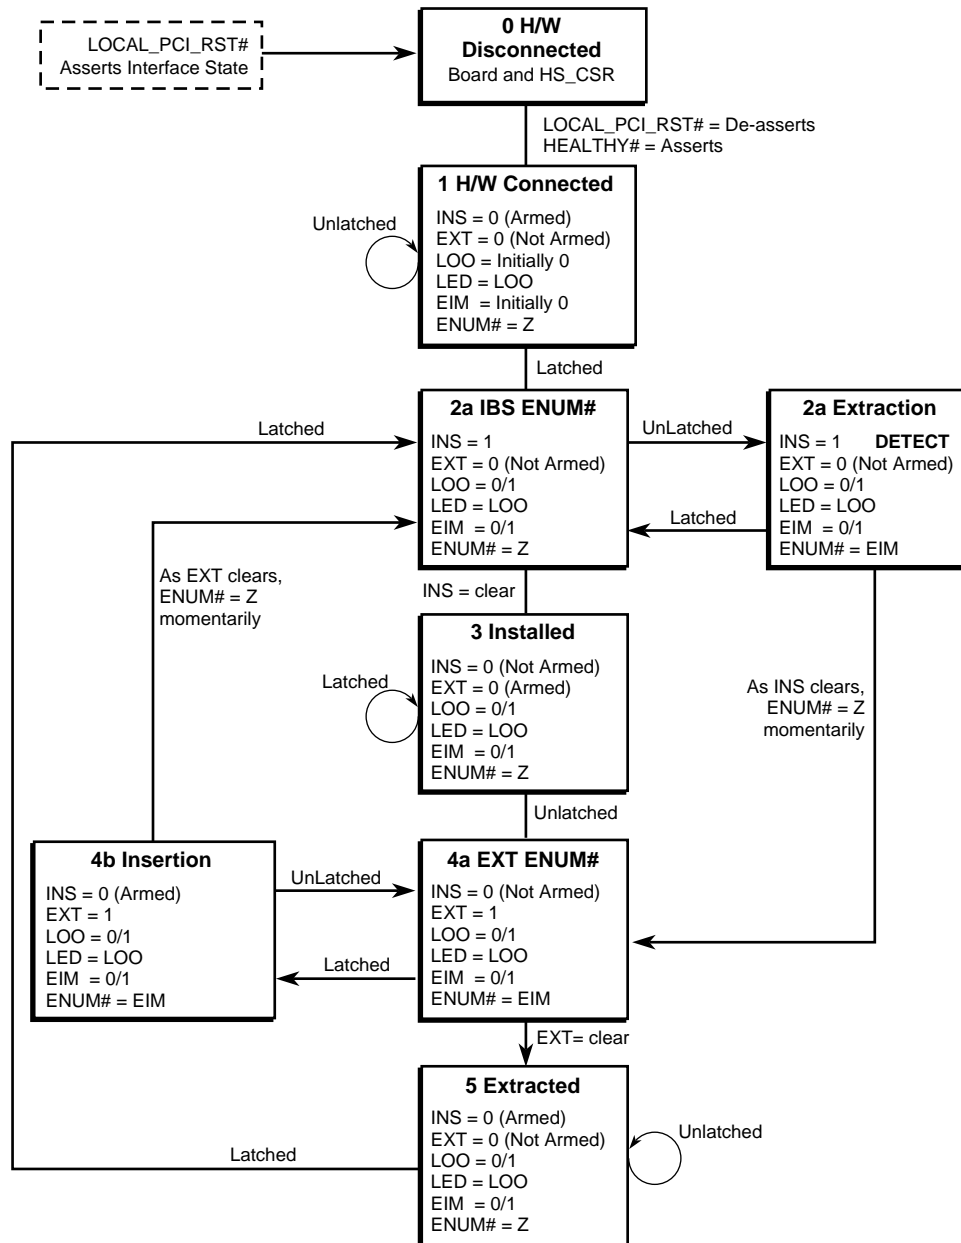 LOCAL_PCI_RST#
Asserts Interface State
0 H/W
Disconnected
Board and HS_CSR
LOCAL_PCI_RST# = De-asserts
HEALTHY# = Asserts
1 H/W Connected
INS = 0 (Armed)
EXT = 0 (Not Armed)
LOO = Initially 0
LED = LOO
EIM = Initially 0
ENUM# = Z
Unlatched
Latched
2a IBS ENUM#
INS = 1
EXT = 0 (Not Armed)
LOO = 0/1
LED = LOO
EIM = 0/1
ENUM# = Z
Latched
UnLatched
2a Extraction
INS = 1 DETECT
EXT = 0 (Not Armed)
LOO = 0/1
LED = LOO
EIM = 0/1
ENUM# = EIM
Latched
As EXT clears,
ENUM# = Z
momentarily
INS = clear
3 Installed
INS = 0 (Not Armed)
EXT = 0 (Armed)
LOO = 0/1
LED = LOO
EIM = 0/1
ENUM# = Z
Latched
As INS clears,
ENUM# = Z
momentarily
Unlatched
4b Insertion
INS = 0 (Armed)
EXT = 1
LOO = 0/1
LED = LOO
EIM = 0/1
ENUM# = EIM
UnLatched
Latched
4a EXT ENUM#
INS = 0 (Not Armed)
EXT = 1
LOO = 0/1
LED = LOO
EIM = 0/1
ENUM# = EIM
EXT= clear
5 Extracted
INS = 0 (Armed)
EXT = 0 (Not Armed)
LOO = 0/1
LED = LOO
EIM = 0/1
ENUM# = Z
Latched
Unlatched